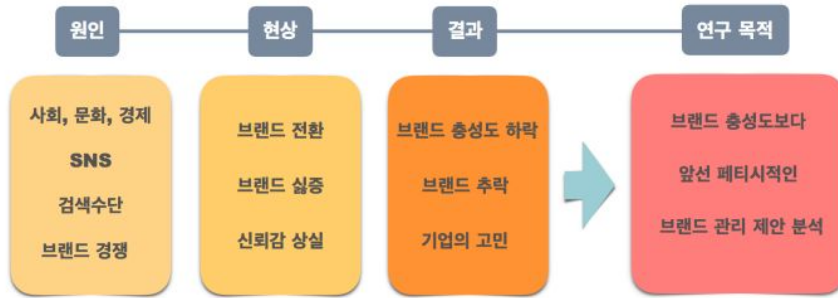 원인
현상
결과
연구 목적
사회, 문화, 경제
SNS
검색수단
브랜드 경쟁
브랜드 전환
브랜드 싫증
신뢰감 상실
브랜드 충성도 하락
브랜드 추락
기업의 고민
브랜드 충성도보다
앞선 페티시적인
브랜드 관리 제안 분석